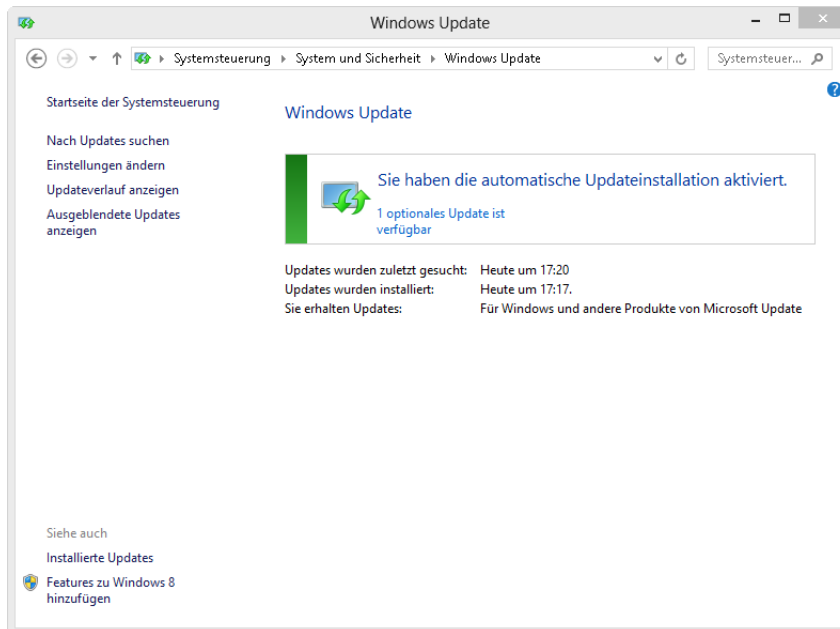 Windows Update
Systemsteuerung System und Sicherheit Windows Update
Systemsteuer...
Startseite der Systemsteuerung
Nach Updates suchen
Einstellungen ändern
Updateverlauf anzeigen
Ausgeblendete Updates
anzeigen
Windows Update
Sie haben die automatische Updateinstallation aktiviert.
1 optionales Update ist
verfügbar
Updates wurden zuletzt gesucht: Heute um 17:20
Updates wurden installiert: Heute um 17:17.
Sie erhalten Updates: Für Windows und andere Produkte von Microsoft Update
Siehe auch
Installierte Updates
Features zu Windows 8
hinzufügen